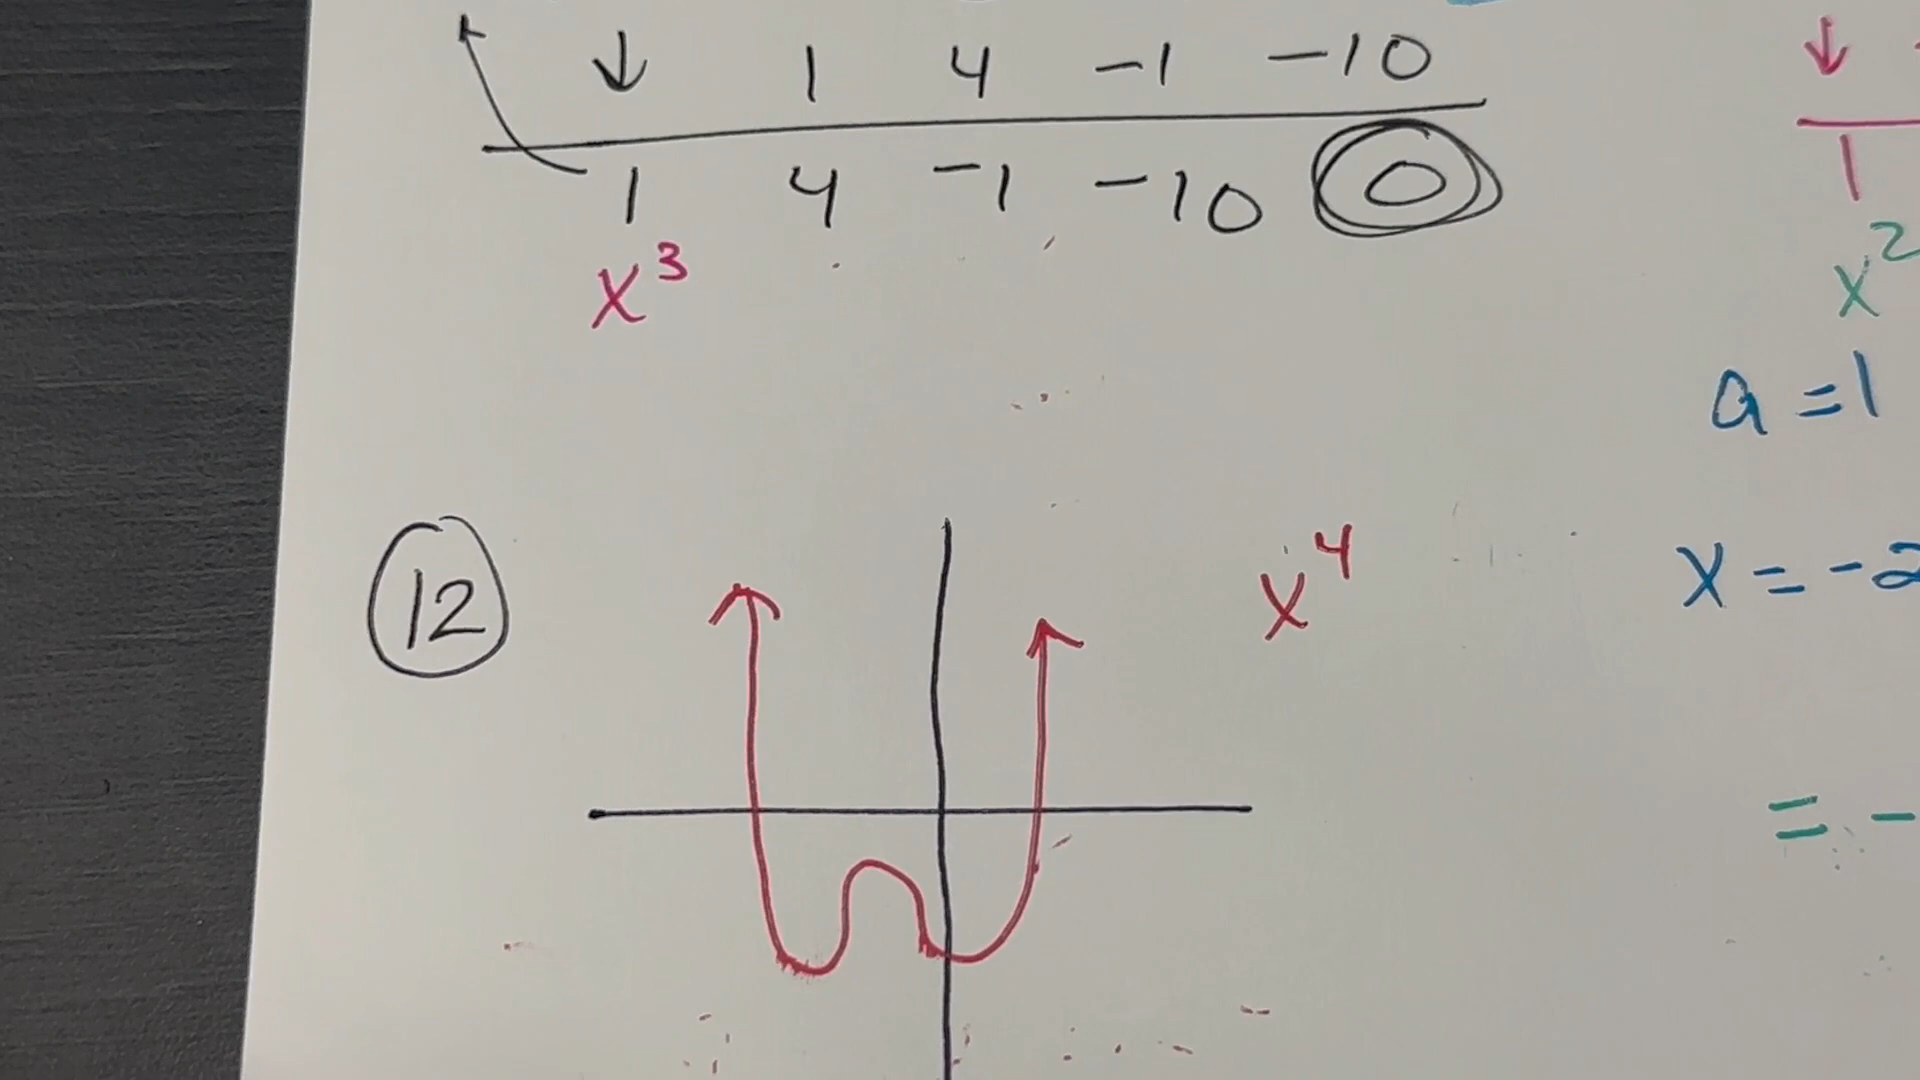 ↓ 1 4 -1 -10
1 4 -1 -10 0
x³
↓
1
x²
a = 1
12
x⁴
x = -2
= -